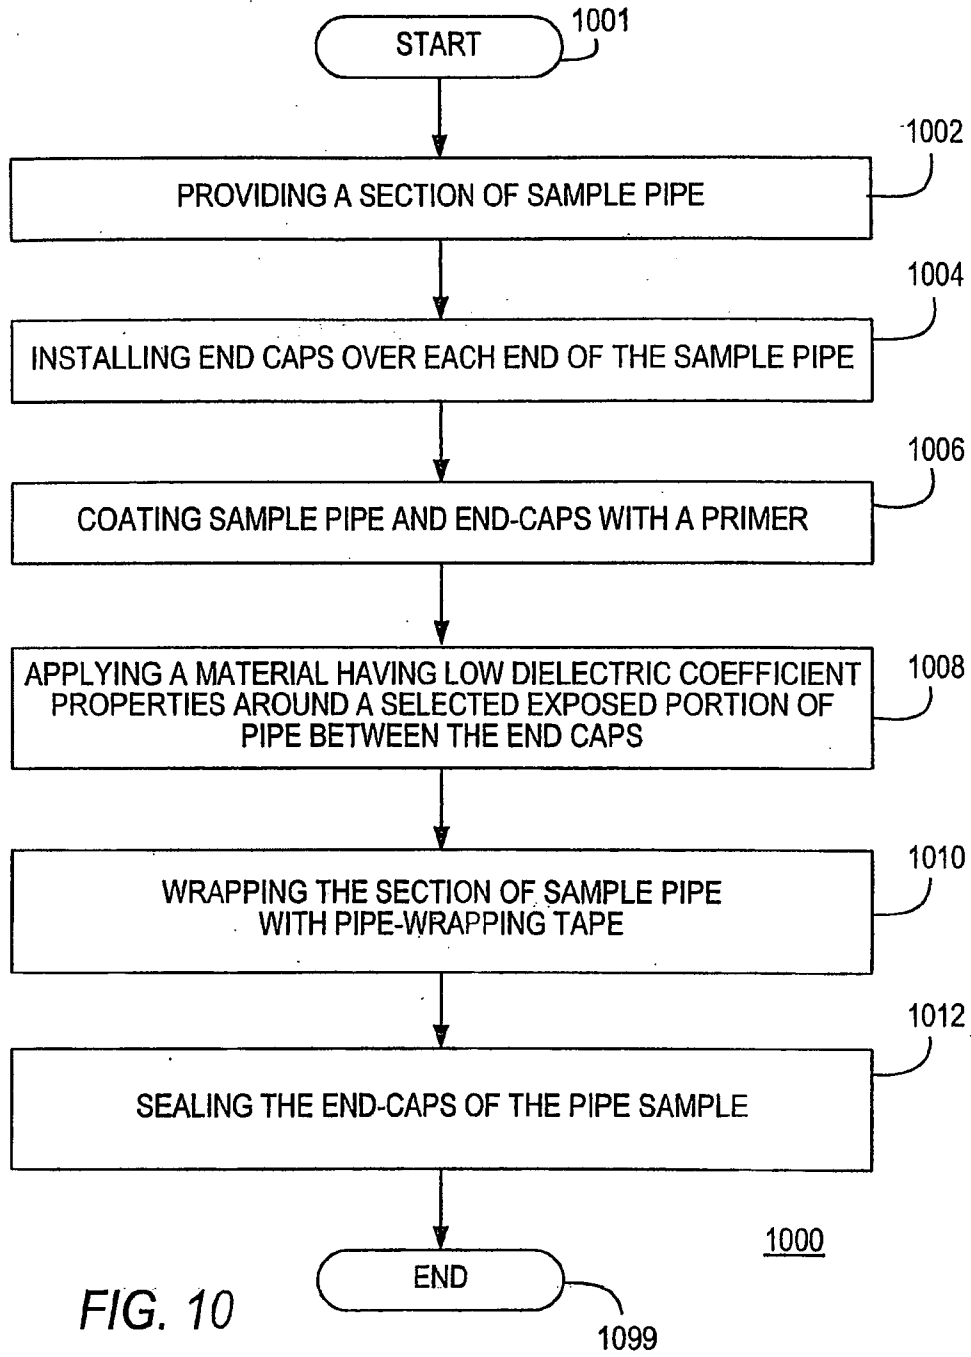 START
1001
1002
PROVIDING A SECTION OF SAMPLE PIPE
1004
INSTALLING END CAPS OVER EACH END OF THE SAMPLE PIPE
1006
COATING SAMPLE PIPE AND END-CAPS WITH A PRIMER
APPLYING A MATERIAL HAVING LOW DIELECTRIC COEFFICIENT
PROPERTIES AROUND A SELECTED EXPOSED PORTION OF
PIPE BETWEEN THE END CAPS
1008
1010
WRAPPING THE SECTION OF SAMPLE PIPE
WITH PIPE-WRAPPING TAPE
1012
SEALING THE END-CAPS OF THE PIPE SAMPLE
1000
END
1099
FIG. 10